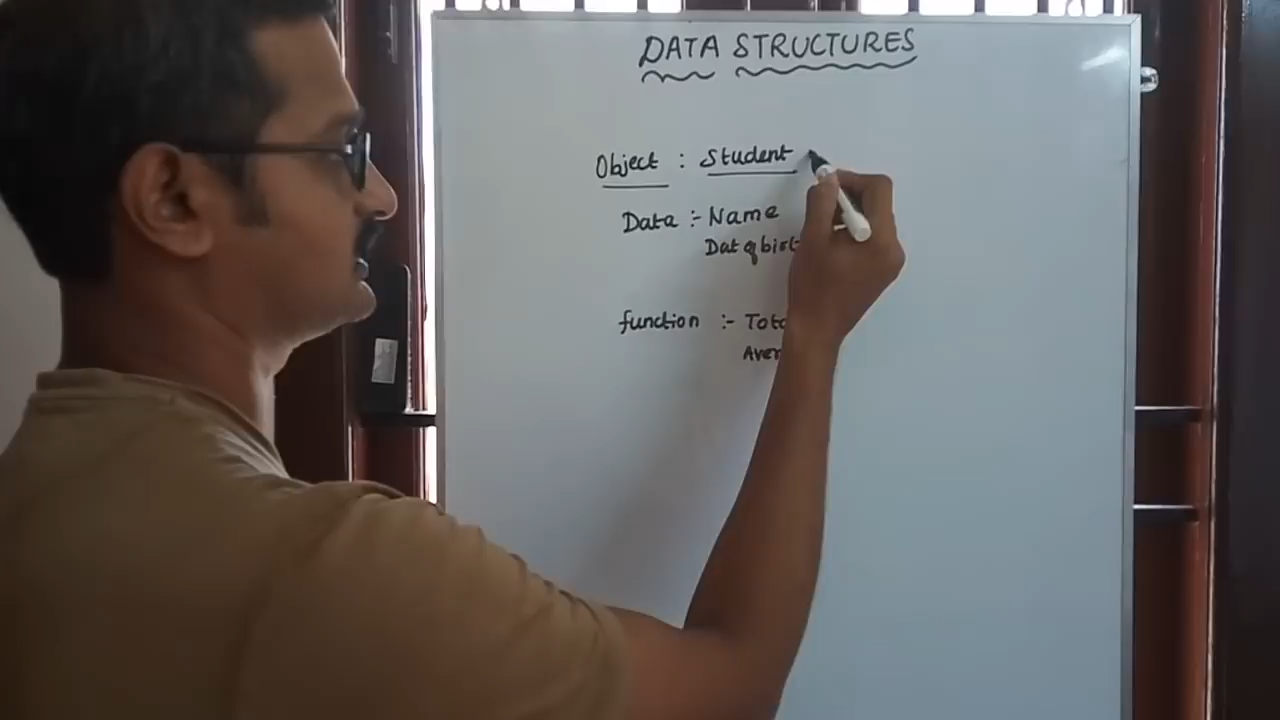 DATA STRUCTURES
Object : Student
Data :- Name
Dat of birt
function :- Tot
Aver